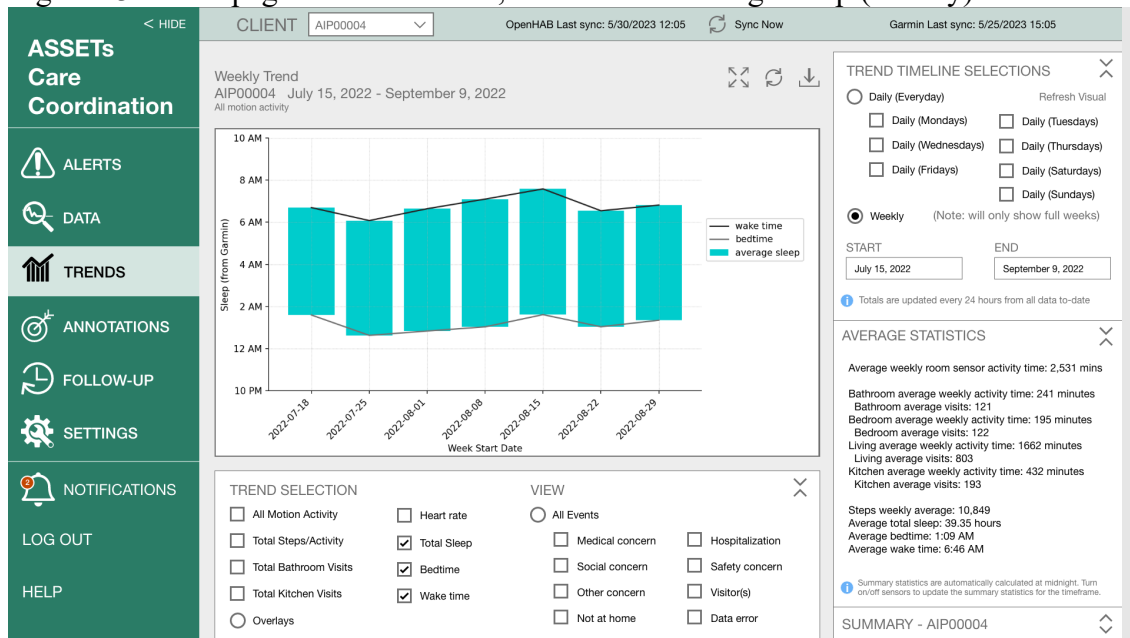 < HIDE
ASSETs
Care
Coordination
ALERTS
DATA
TRENDS
ANNOTATIONS
FOLLOW-UP
SETTINGS
2
NOTIFICATIONS
LOG OUT
HELP
CLIENT AIP00004 OpenHAB Last sync: 5/30/2023 12:05 Sync Now Garmin Last sync: 5/25/2023 15:05
Weekly Trend
AIP00004 July 15, 2022 - September 9, 2022
All motion activity
Sleep (from Garmin)
10 AM
8 AM
6 AM
4 AM
2 AM
12 AM
10 PM
2022-07-18 2022-07-25 2022-08-01 2022-08-08 2022-08-15 2022-08-22 2022-08-29
Week Start Date
wake time
bedtime
average sleep
TREND SELECTION
All Motion Activity Heart rate
Total Steps/Activity Total Sleep
Total Bathroom Visits Bedtime
Total Kitchen Visits Wake time
Overlays
VIEW
All Events
Medical concern Hospitalization
Social concern Safety concern
Other concern Visitor(s)
Not at home Data error
TREND TIMELINE SELECTIONS
Daily (Everyday) Refresh Visual
Daily (Mondays) Daily (Tuesdays)
Daily (Wednesdays) Daily (Thursdays)
Daily (Fridays) Daily (Saturdays)
Daily (Sundays)
Weekly (Note: will only show full weeks)
START END
July 15, 2022 September 9, 2022
Totals are updated every 24 hours from all data to-date
AVERAGE STATISTICS
Average weekly room sensor activity time: 2,531 mins
Bathroom average weekly activity time: 241 minutes
Bathroom average visits: 121
Bedroom average weekly activity time: 195 minutes
Bedroom average visits: 122
Living average weekly activity time: 1662 minutes
Living average visits: 803
Kitchen average weekly activity time: 432 minutes
Kitchen average visits: 193
Steps weekly average: 10,849
Average total sleep: 39.35 hours
Average bedtime: 1:09 AM
Average wake time: 6:46 AM
Summary statistics are automatically calculated at midnight. Turn
on/off sensors to update the summary statistics for the timeframe.
SUMMARY - AIP00004